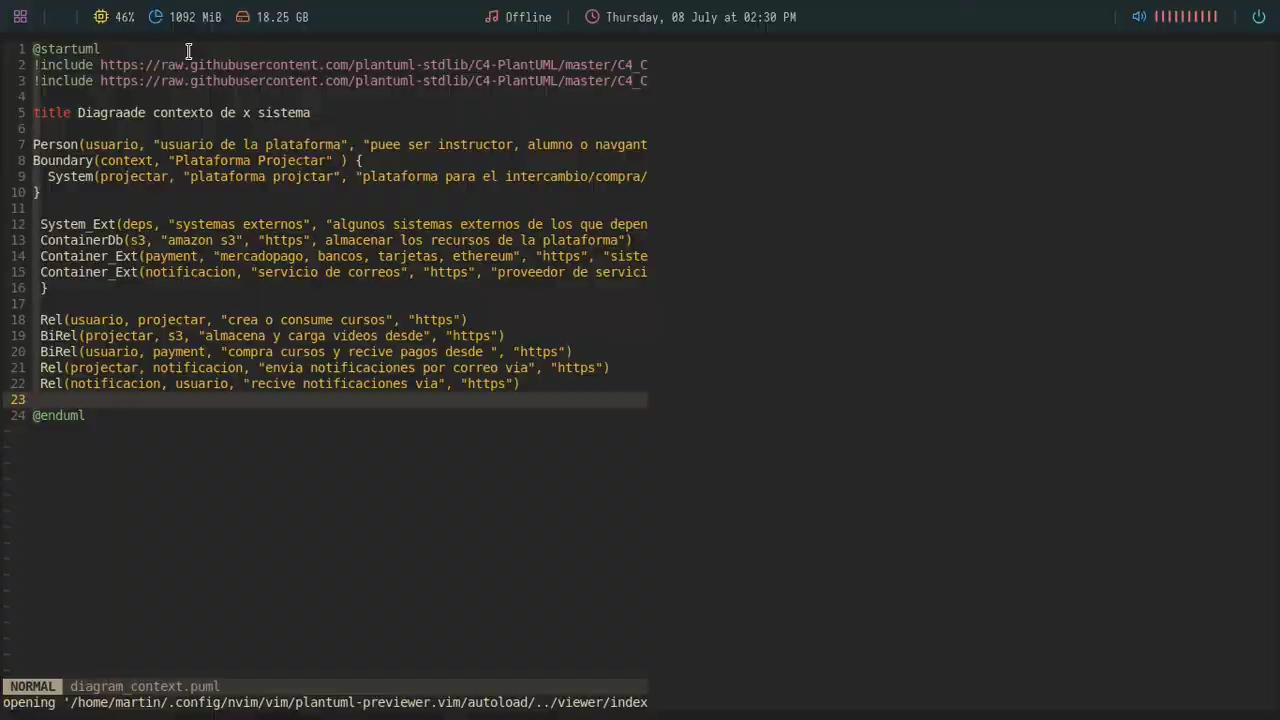 46% 1092 MiB 18.25 GB Offline Thursday, 08 July at 02:30 PM
1 @startuml
2 !include https://raw.githubusercontent.com/plantuml-stdlib/C4-PlantUML/master/C4_C
3 !include https://raw.githubusercontent.com/plantuml-stdlib/C4-PlantUML/master/C4_C
4
5 title Diagraade contexto de x sistema
6
7 Person(usuario, "usuario de la plataforma", "puee ser instructor, alumno o navgant
8 Boundary(context, "Plataforma Projectar" ) {
9 System(projectar, "plataforma projctar", "plataforma para el intercambio/compra/
10 }
11
12 System_Ext(deps, "systemas externos", "algunos sistemas externos de los que depen
13 ContainerDb(s3, "amazon s3", "https", almacenar los recursos de la plataforma")
14 Container_Ext(payment, "mercadopago, bancos, tarjetas, ethereum", "https", "siste
15 Container_Ext(notificacion, "servicio de correos", "https", "proveedor de servici
16 }
17
18 Rel(usuario, projectar, "crea o consume cursos", "https")
19 BiRel(projectar, s3, "almacena y carga videos desde", "https")
20 BiRel(usuario, payment, "compra cursos y recive pagos desde ", "https")
21 Rel(projectar, notificacion, "envia notificaciones por correo via", "https")
22 Rel(notificacion, usuario, "recive notificaciones via", "https")
23
24 @enduml
NORMAL diagram_context.puml
opening '/home/martin/.config/nvim/vim/plantuml-previewer.vim/autoload/../viewer/index